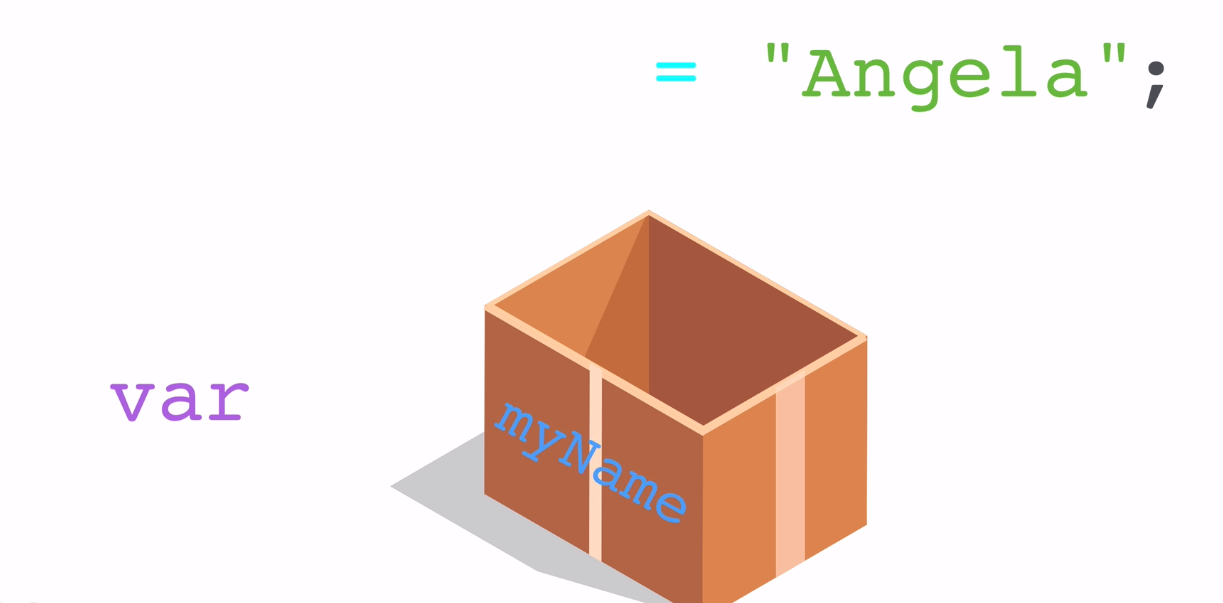 = "Angela";
var
myName